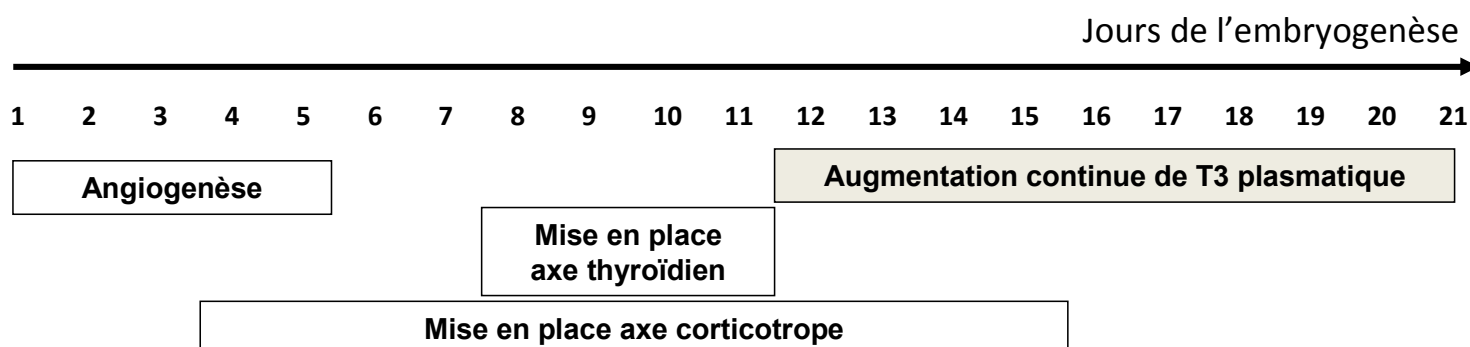 Jours de l’embryogenèse
1 2 3 4 5 6 7 8 9 10 11 12 13 14 15 16 17 18 19 20 21
Angiogenèse
Augmentation continue de T3 plasmatique
Mise en place
axe thyroïdien
Mise en place axe corticotrope